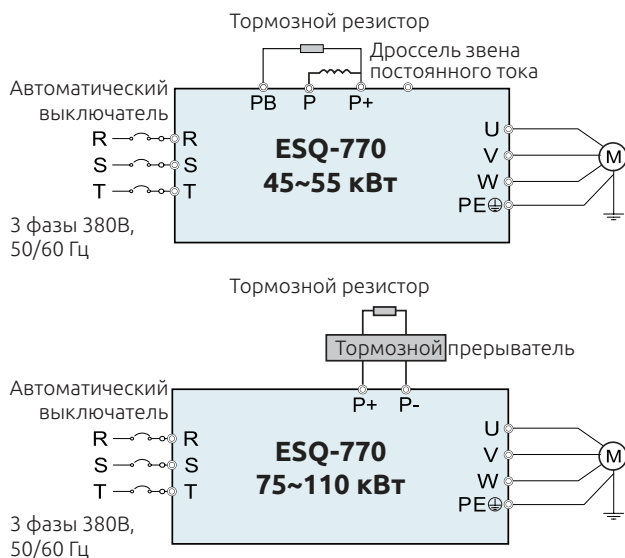 Тормозной резистор
Дроссель звена
постоянного тока
Автоматический
выключатель
PB P P+
R R
S S
T T
ESQ-770
45~55 кВт
U
V
W
PE
M
3 фазы 380В,
50/60 Гц
Тормозной резистор
Тормозной прерыватель
Автоматический
выключатель
P+ P-
R R
S S
T T
ESQ-770
75~110 кВт
U
V
W
PE
M
3 фазы 380В,
50/60 Гц